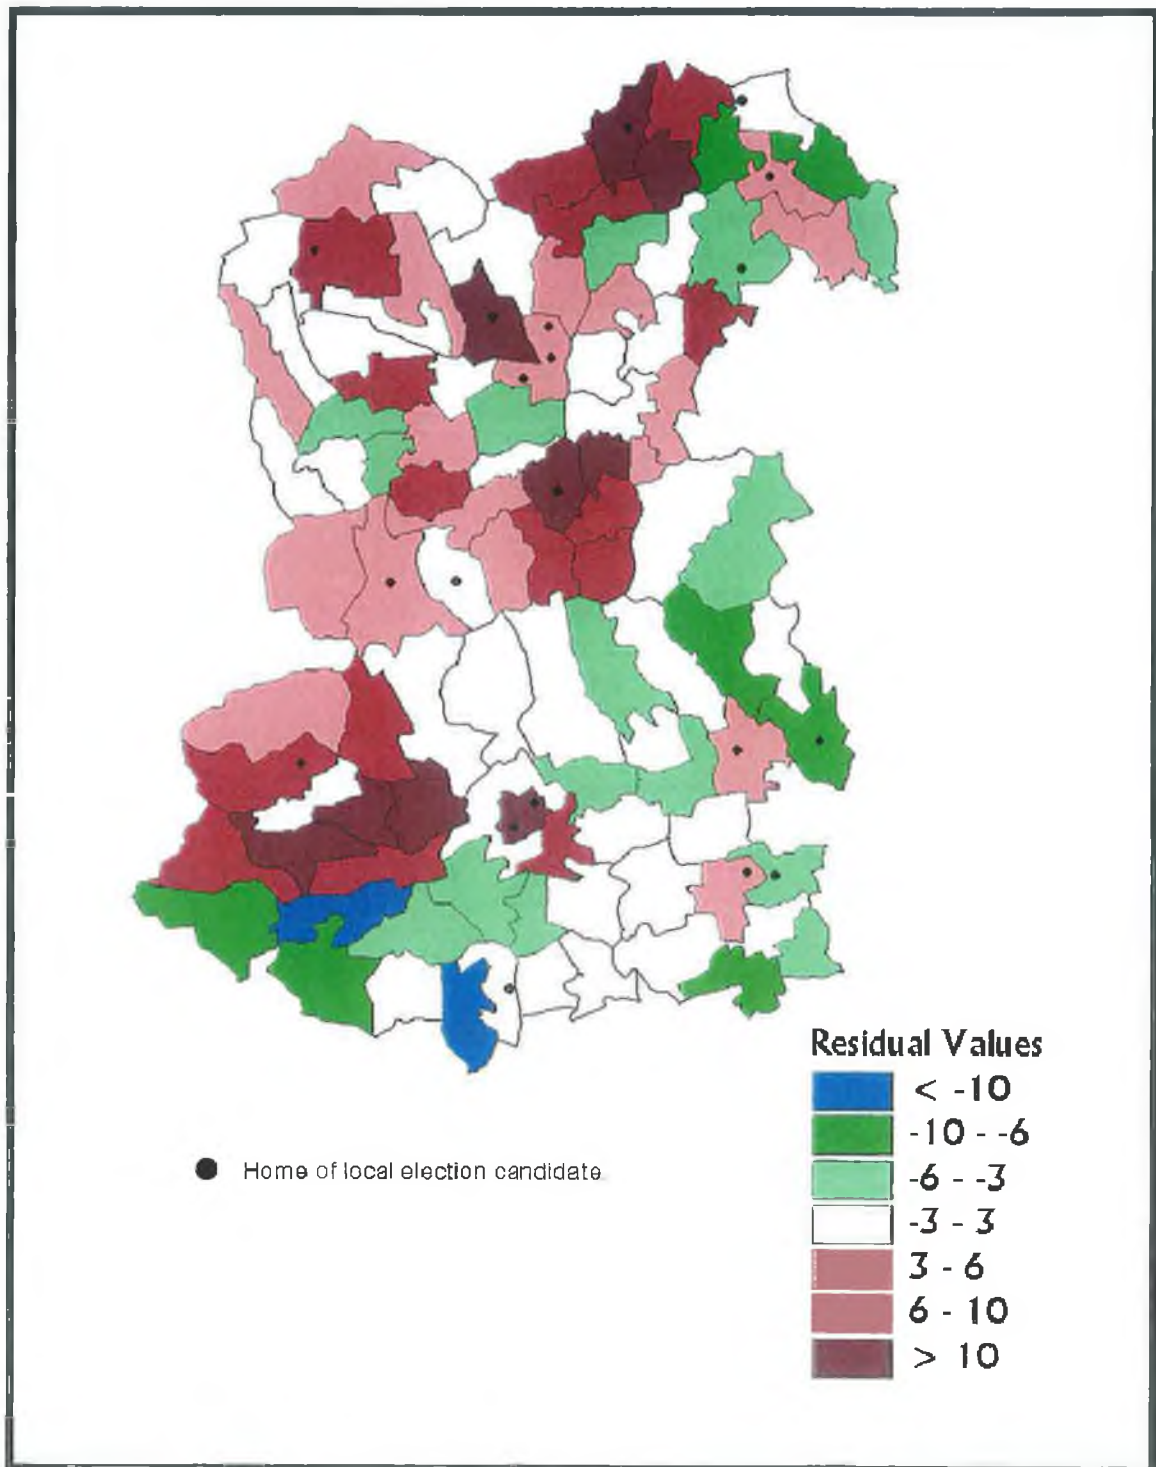 Residual Values
< -10
-10 - -6
-6 - -3
-3 - 3
3 - 6
6 - 10
> 10
Home of local election candidate.